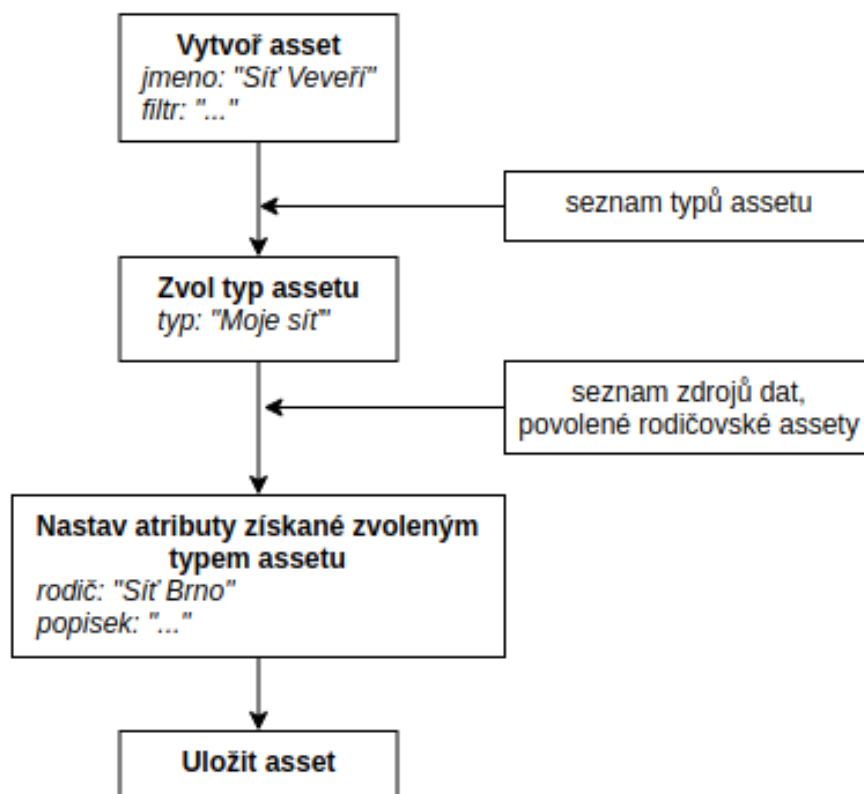 Vytvoř asset
jmeno: "Síť Veveří"
filtr: "..."
seznam typů assetu
Zvol typ assetu
typ: "Moje síť"
seznam zdrojů dat,
povolené rodičovské assety
Nastav atributy získané zvoleným
typem assetu
rodič: "Síť Brno"
popisek: "..."
Uložit asset